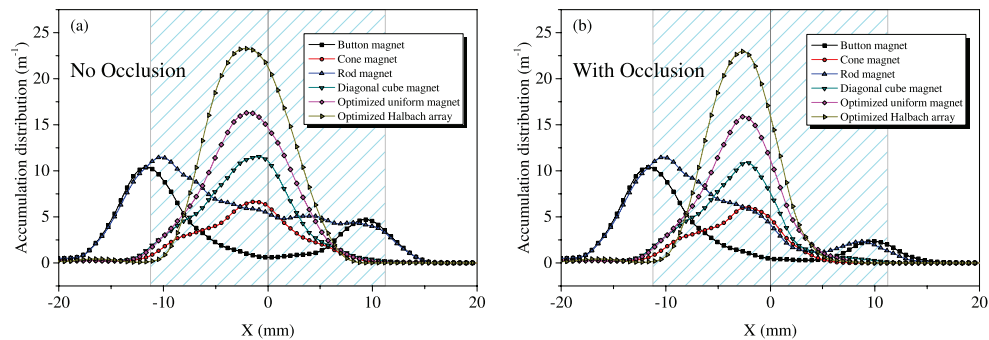 (a)
No Occlusion
Button magnet
Cone magnet
Rod magnet
Diagonal cube magnet
Optimized uniform magnet
Optimized Halbach array
Accumulation distribution (m⁻¹)
25
20
15
10
5
0
-20
-10
0
10
20
X (mm)
(b)
With Occlusion
Button magnet
Cone magnet
Rod magnet
Diagonal cube magnet
Optimized uniform magnet
Optimized Halbach array
Accumulation distribution (m⁻¹)
25
20
15
10
5
0
-20
-10
0
10
20
X (mm)